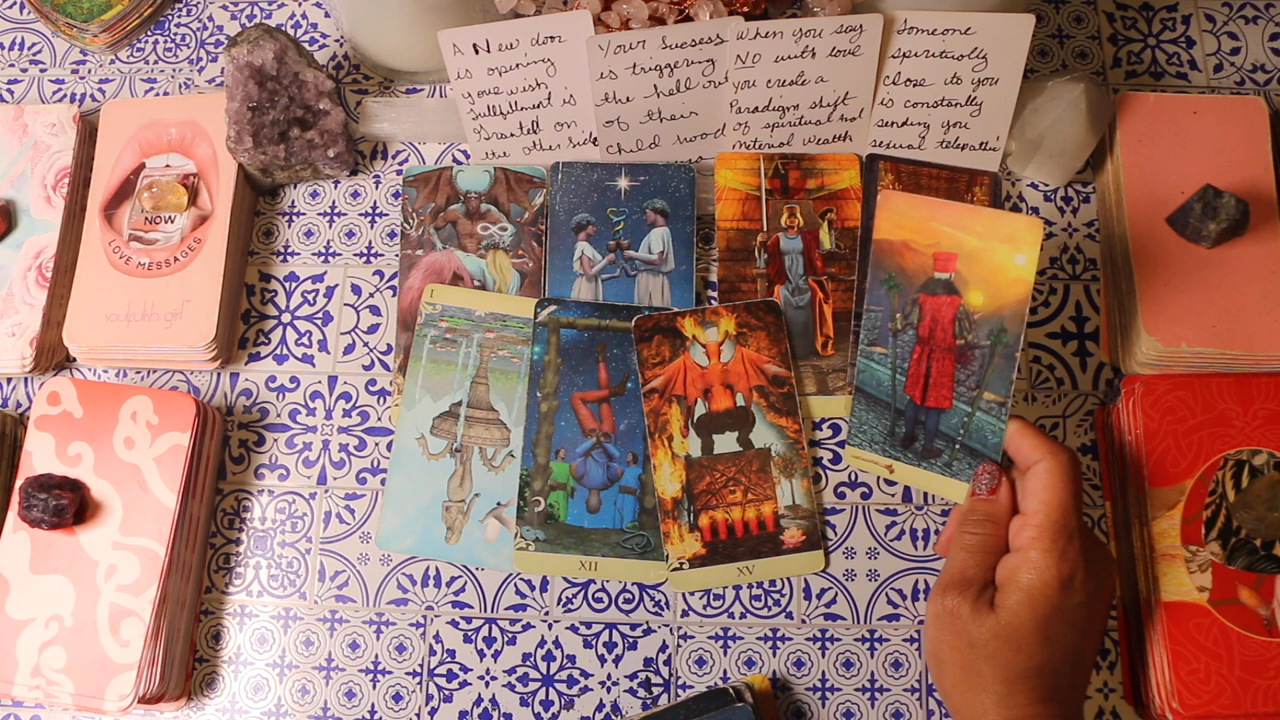 A New door
is opening
your wish
fulfillment is
Granted on
the other side
Your Sucsess
is triggering
the hell out
of their
child hood
When you say
NO with love
you create a
Paradigm shift
of spiritual And
Meterial Wealth
Someone
spiritually
close to you
is constantly
sending you
sexual telepathic
NOW
LOVE MESSAGES
soulfulish girl
I
XII
XV